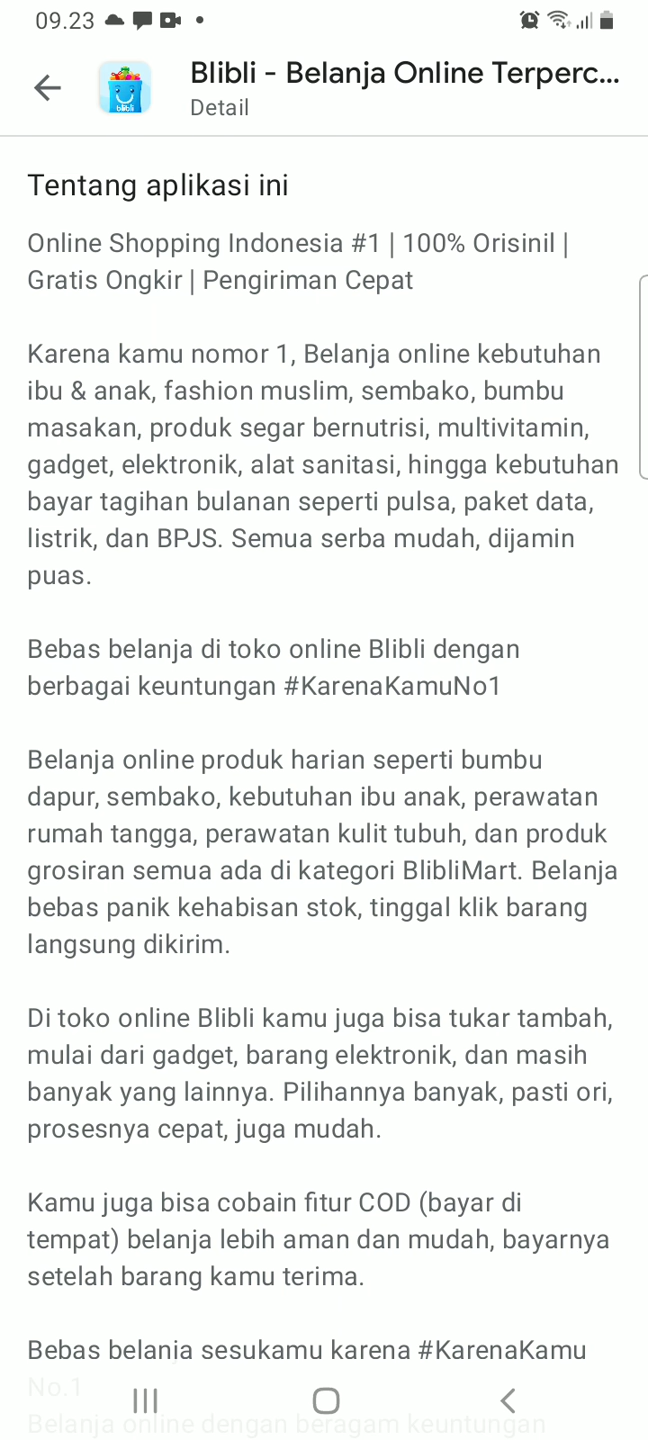 09.23
Blibli - Belanja Online Terperc...
Detail
blibli
Tentang aplikasi ini
Online Shopping Indonesia #1 | 100% Orisinil |
Gratis Ongkir | Pengiriman Cepat
Karena kamu nomor 1, Belanja online kebutuhan
ibu & anak, fashion muslim, sembako, bumbu
masakan, produk segar bernutrisi, multivitamin,
gadget, elektronik, alat sanitasi, hingga kebutuhan
bayar tagihan bulanan seperti pulsa, paket data,
listrik, dan BPJS. Semua serba mudah, dijamin
puas.
Bebas belanja di toko online Blibli dengan
berbagai keuntungan #KarenaKamuNo1
Belanja online produk harian seperti bumbu
dapur, sembako, kebutuhan ibu anak, perawatan
rumah tangga, perawatan kulit tubuh, dan produk
grosiran semua ada di kategori BlibliMart. Belanja
bebas panik kehabisan stok, tinggal klik barang
langsung dikirim.
Di toko online Blibli kamu juga bisa tukar tambah,
mulai dari gadget, barang elektronik, dan masih
banyak yang lainnya. Pilihannya banyak, pasti ori,
prosesnya cepat, juga mudah.
Kamu juga bisa cobain fitur COD (bayar di
tempat) belanja lebih aman dan mudah, bayarnya
setelah barang kamu terima.
Bebas belanja sesukamu karena #KarenaKamu
No.1
Belanja online dengan beragam keuntungan